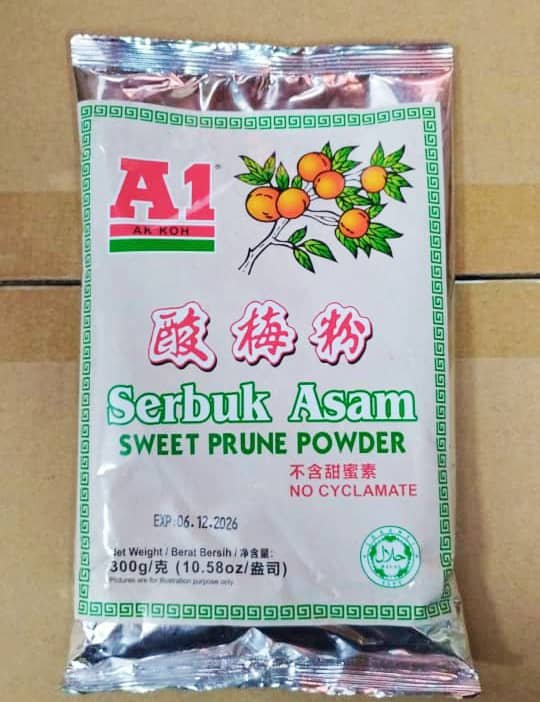 A1
AK KOH
酸梅粉
Serbuk Asam
SWEET PRUNE POWDER
不含甜蜜素
NO CYCLAMATE
EXP:06.12.2026
Net Weight / Berat Bersih / 净含量:
300g/克 (10.58oz/盎司)
Pictures are for illustration purpose only.
حلال
HALAL